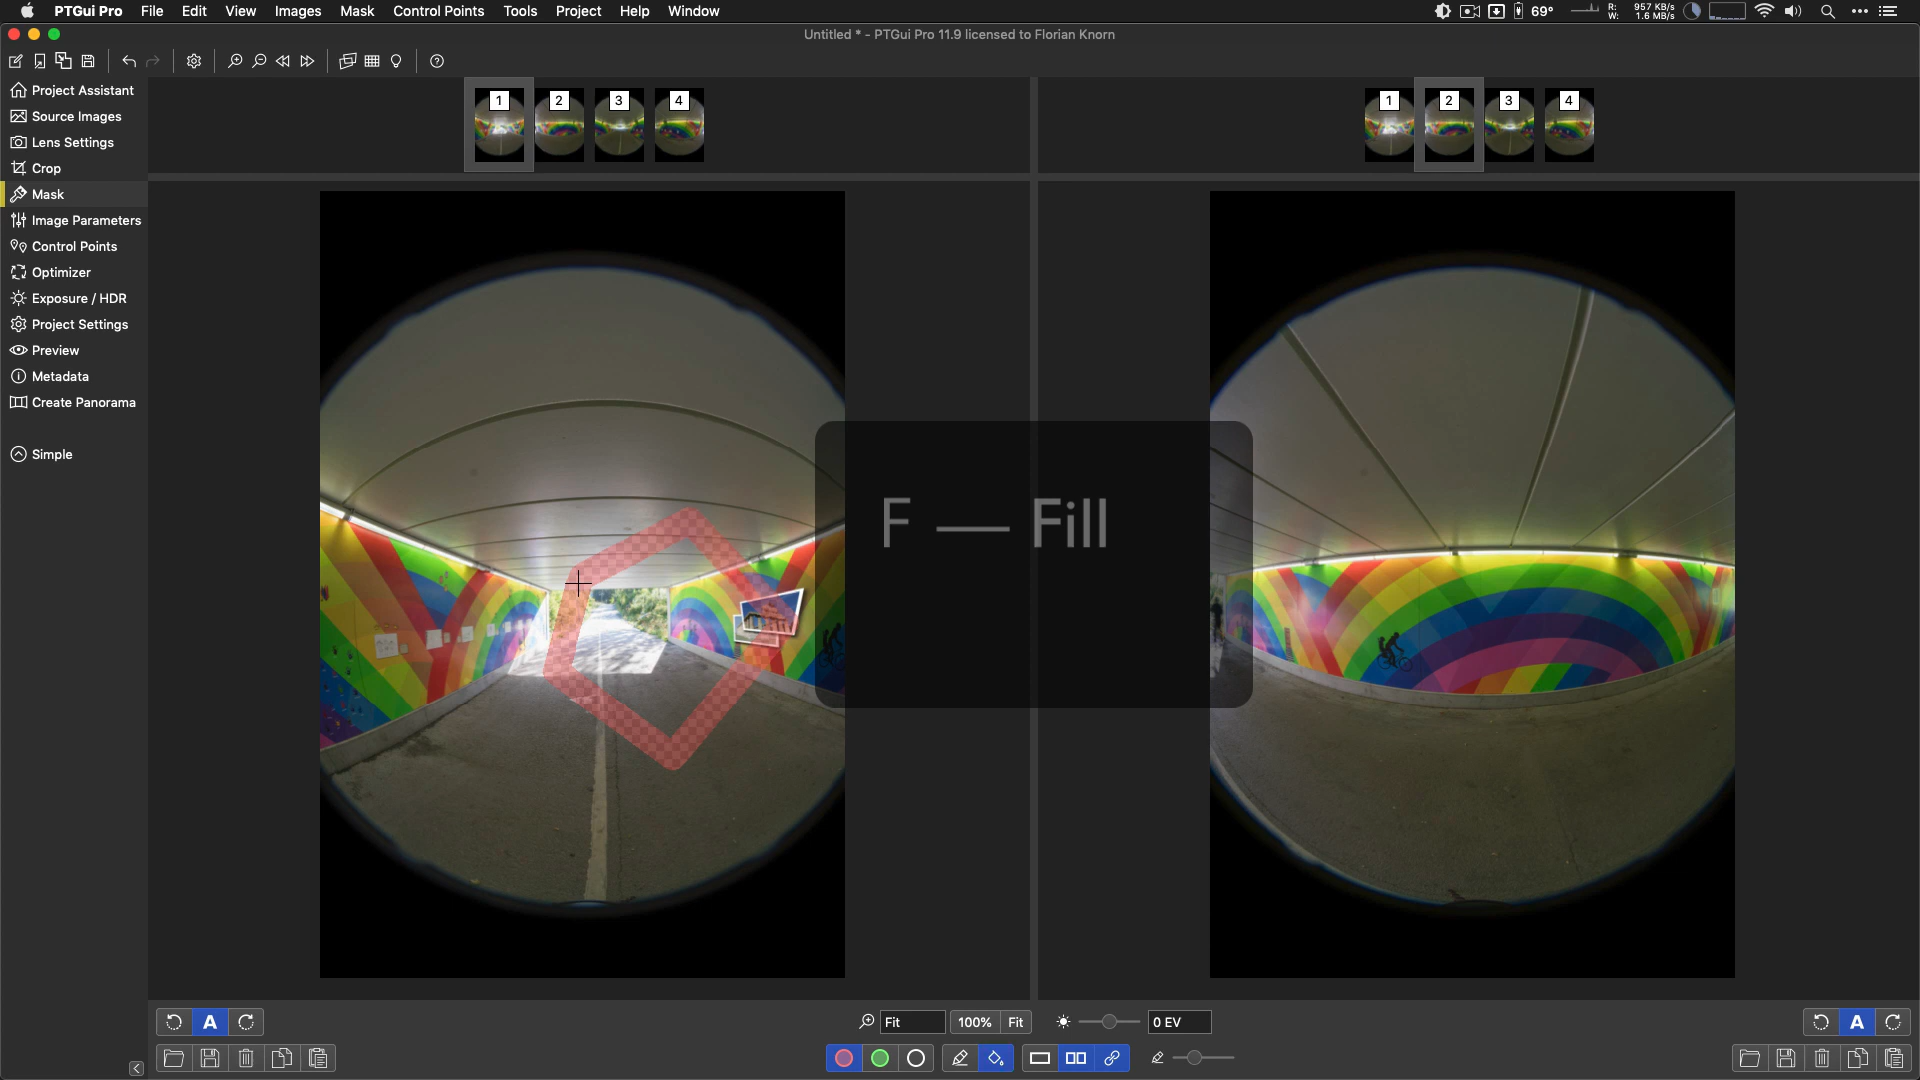 PTGui Pro File Edit View Images Mask Control Points Tools Project Help Window
69° R: 957 KB/s
W: 1.6 MB/s
Untitled * - PTGui Pro 11.9 licensed to Florian Knorn
Project Assistant
Source Images
Lens Settings
Crop
Mask
Image Parameters
Control Points
Optimizer
Exposure / HDR
Project Settings
Preview
Metadata
Create Panorama
Simple
1 2 3 4
1 2 3 4
F — Fill
A
Fit 100% Fit 0 EV
A